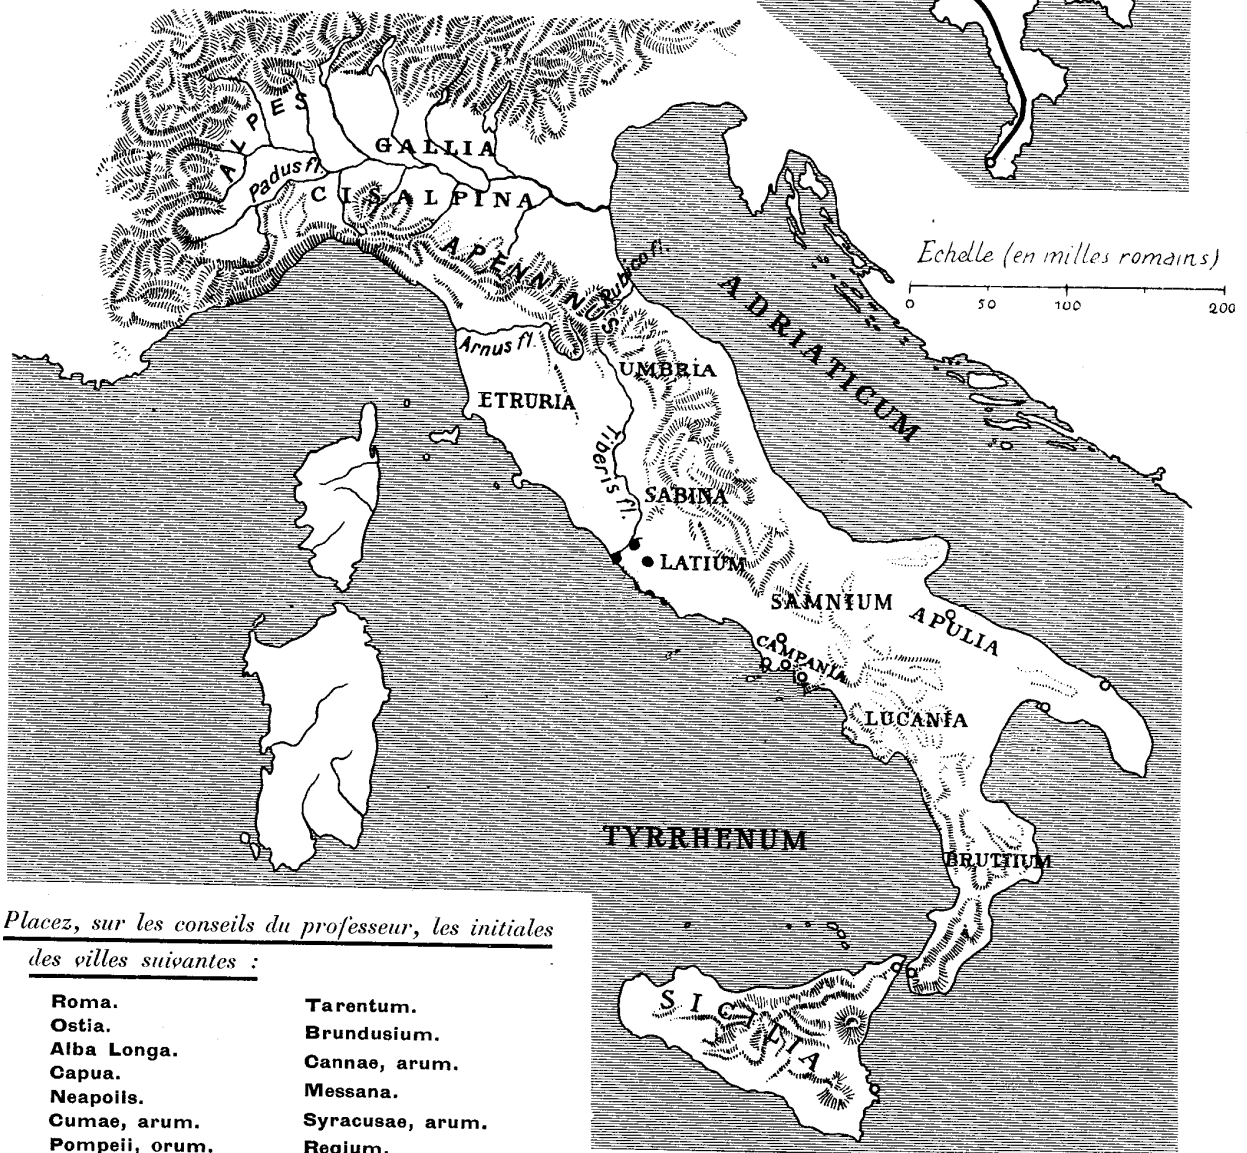 ALPES
GALLIA
Padus fl.
CISALPINA
APENNINUS
Rubico fl.
Echelle (en milles romains)
0 50 100 200
ADRIATICUM
Arnus fl.
UMBRIA
ETRURIA
Tiberis fl.
SABINA
LATIUM
SAMNIUM
APULIA
CAMPANIA
LUCANIA
TYRRHENUM
BRUTTIUM
SICILIA
Placez, sur les conseils du professeur, les initiales
des villes suivantes :
Roma.
Ostia.
Alba Longa.
Capua.
Neapolis.
Cumae, arum.
Pompeii, orum.
Tarentum.
Brundusium.
Cannae, arum.
Messana.
Syracusae, arum.
Regium.